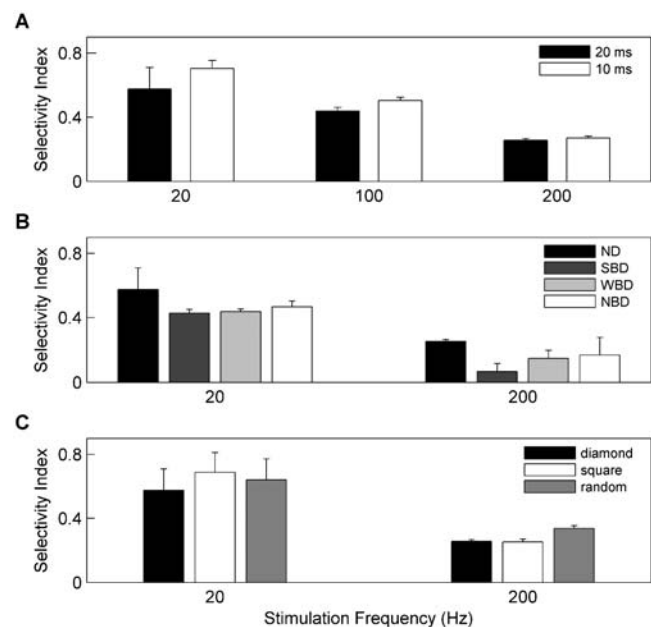 A
Selectivity Index
0.8
0.4
0
20 ms
10 ms
20
100
200
B
Selectivity Index
0.8
0.4
0
ND
SBD
WBD
NBD
20
200
C
Selectivity Index
0.8
0.4
0
diamond
square
random
20
200
Stimulation Frequency (Hz)